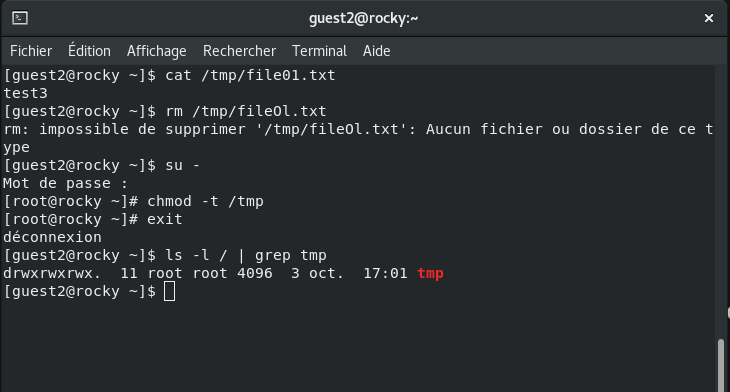 guest2@rocky:~
Fichier Édition Affichage Rechercher Terminal Aide
[guest2@rocky ~]$ cat /tmp/file01.txt
test3
[guest2@rocky ~]$ rm /tmp/fileOl.txt
rm: impossible de supprimer '/tmp/fileOl.txt': Aucun fichier ou dossier de ce t
ype
[guest2@rocky ~]$ su -
Mot de passe :
[root@rocky ~]# chmod -t /tmp
[root@rocky ~]# exit
déconnexion
[guest2@rocky ~]$ ls -l / | grep tmp
drwxrwxrwx.  11 root root 4096  3 oct.  17:01 tmp
[guest2@rocky ~]$